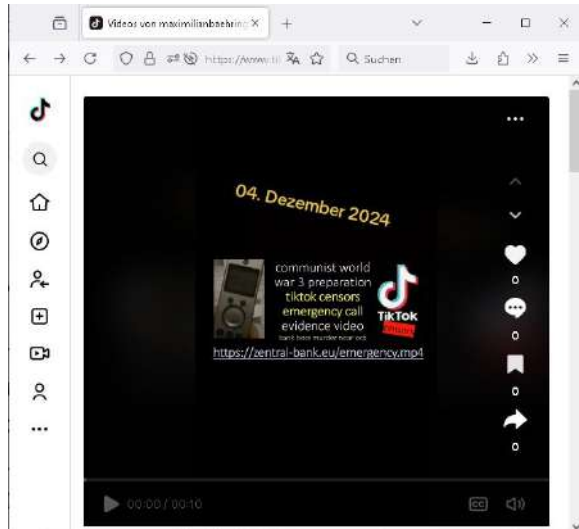 Videos von maximilianbaehring
https://www.ti
Suchen
04. Dezember 2024
communist world
war 3 preparation
tiktok censors
emergency call
evidence video
TikTok
censors
https://zentral-bank.eu/emergency.mp4
0
0
0
0
00:00 / 00:10
CC